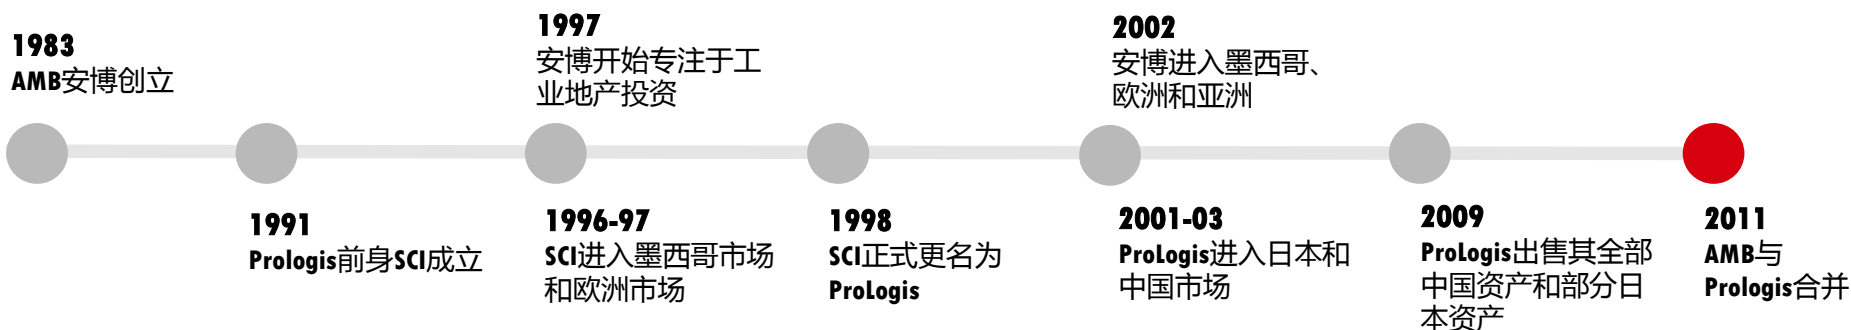 1983
AMB安博创立
1997
安博开始专注于工
业地产投资
2002
安博进入墨西哥、
欧洲和亚洲
1991
Prologis前身SCI成立
1996-97
SCI进入墨西哥市场
和欧洲市场
1998
SCI正式更名为
ProLogis
2001-03
ProLogis进入日本和
中国市场
2009
ProLogis出售其全部
中国资产和部分日
本资产
2011
AMB与
Prologis合并